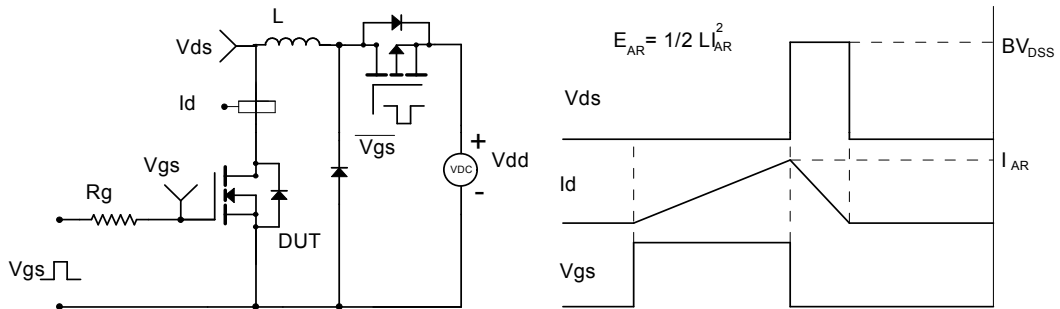 L
Vds
Id
Vgs
Vgs
+
Vdd
VDC
-
Rg
DUT
Vgs
E_AR = 1/2 LI²_AR
BV_DSS
Vds
I_AR
Id
Vgs